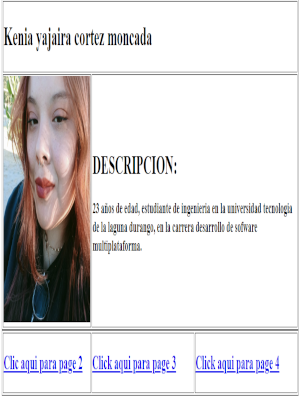 Kenia yajaira cortez moncada
DESCRIPCION:
23 años de edad, estudiante de ingenieria en la universidad tecnologia
de la laguna durango, en la carrera desarrollo de sofware
multiplataforma.
Clic aqui para page 2
Click aqui para page 3
Click aqui para page 4